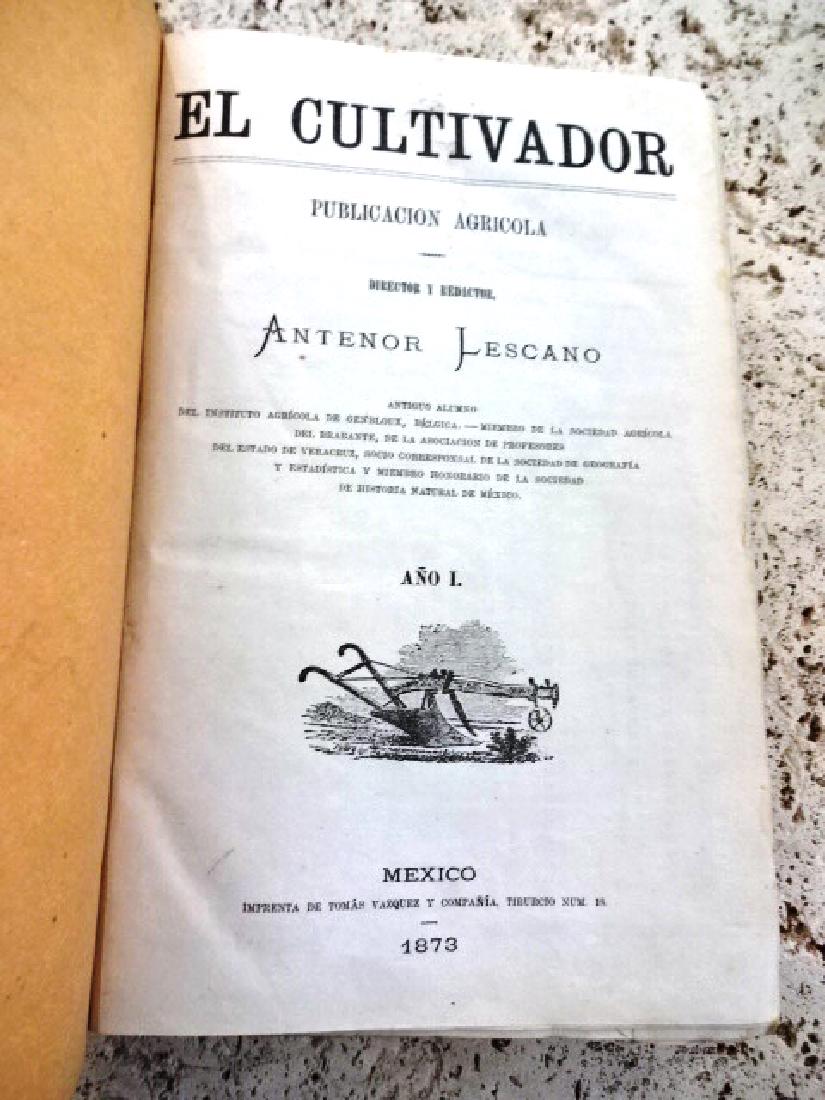 EL CULTIVADOR
PUBLICACION AGRICOLA
DIRECTOR Y REDACTOR,
ANTENOR LESCANO
ANTIGUO ALUMNO
DEL INSTITUTO AGRÍCOLA DE GENBLOUX, BÉLGICA.—MIEMBRO DE LA SOCIEDAD AGRÍCOLA
DEL BRABANTE, DE LA ASOCIACION DE PROFESORES
DEL ESTADO DE VERACRUZ, SOCIO CORRESPONSAL DE LA SOCIEDAD DE GEOGRAFÍA
Y ESTADÍSTICA Y MIEMBRO HONORARIO DE LA SOCIEDAD
DE HISTORIA NATURAL DE MÉXICO.
AÑO I.
MEXICO
IMPRENTA DE TOMÁS VAZQUEZ Y COMPAÑÍA, TIBURCIO NUM. 18.
1873